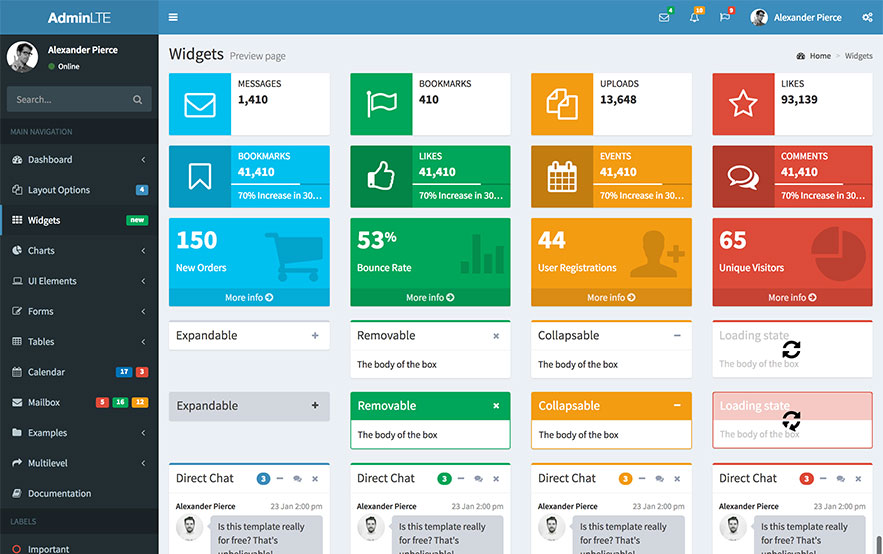 AdminLTE
4
10
9
Alexander Pierce
Alexander Pierce
Online
Search...
MAIN NAVIGATION
Dashboard
Layout Options 4
Widgets new
Charts
UI Elements
Forms
Tables
Calendar 17 3
Mailbox 5 16 12
Examples
Multilevel
Documentation
LABELS
Important
Widgets Preview page
Home > Widgets
MESSAGES
1,410
BOOKMARKS
410
UPLOADS
13,648
LIKES
93,139
BOOKMARKS
41,410
70% Increase in 30...
LIKES
41,410
70% Increase in 30...
EVENTS
41,410
70% Increase in 30...
COMMENTS
41,410
70% Increase in 30...
150
New Orders
More info
53%
Bounce Rate
More info
44
User Registrations
More info
65
Unique Visitors
More info
Expandable
Removable
The body of the box
Collapsable
The body of the box
Loading state
The body of the box
Expandable
Removable
The body of the box
Collapsable
The body of the box
Loading state
The body of the box
Direct Chat 3
Alexander Pierce 23 Jan 2:00 pm
Is this template really
for free? That's
unbelievable!
Direct Chat 3
Alexander Pierce 23 Jan 2:00 pm
Is this template really
for free? That's
unbelievable!
Direct Chat 3
Alexander Pierce 23 Jan 2:00 pm
Is this template really
for free? That's
unbelievable!
Direct Chat 3
Alexander Pierce 23 Jan 2:00 pm
Is this template really
for free? That's
unbelievable!